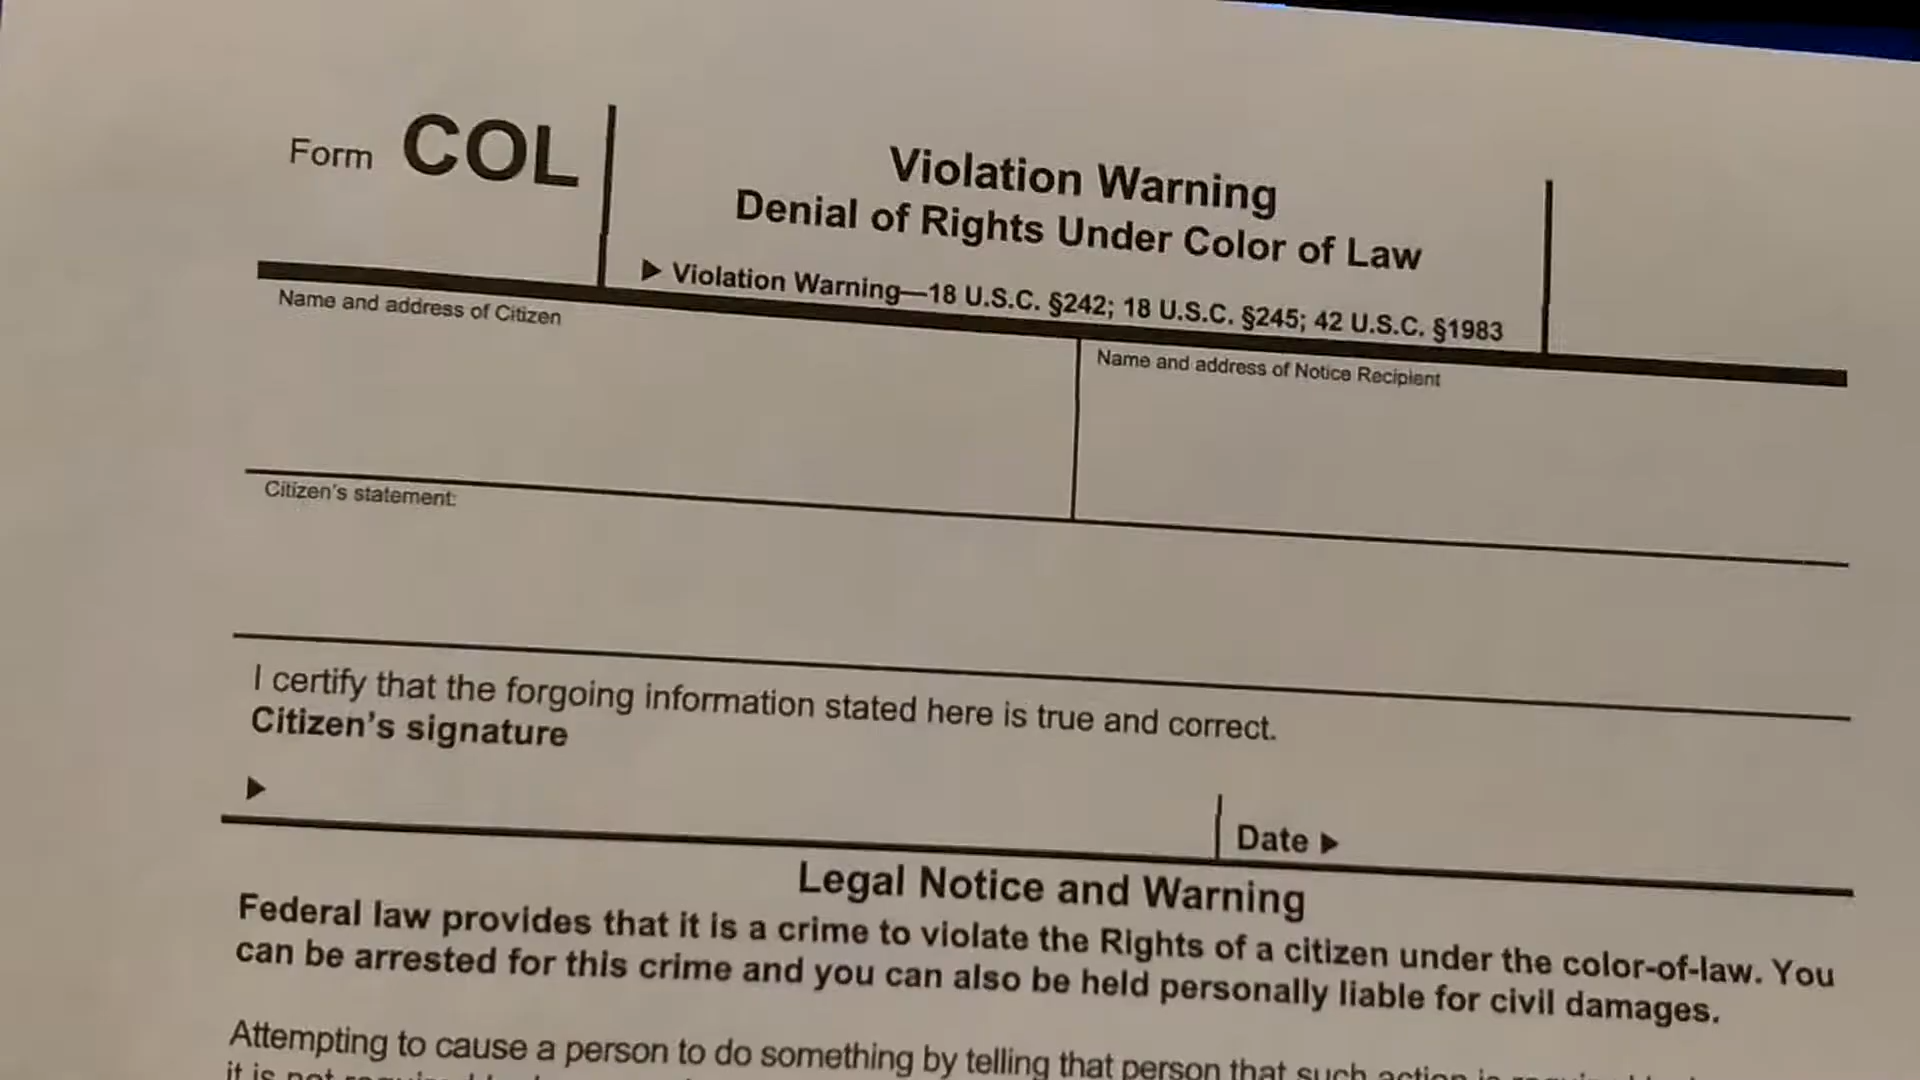 Form COL
Violation Warning
Denial of Rights Under Color of Law
▶ Violation Warning—18 U.S.C. §242; 18 U.S.C. §245; 42 U.S.C. §1983
Name and address of Citizen
Name and address of Notice Recipient
Citizen's statement:
I certify that the forgoing information stated here is true and correct.
Citizen's signature
▶
Date ▶
Legal Notice and Warning
Federal law provides that it is a crime to violate the Rights of a citizen under the color-of-law. You
can be arrested for this crime and you can also be held personally liable for civil damages.
Attempting to cause a person to do something by telling that person that such action is
it is not